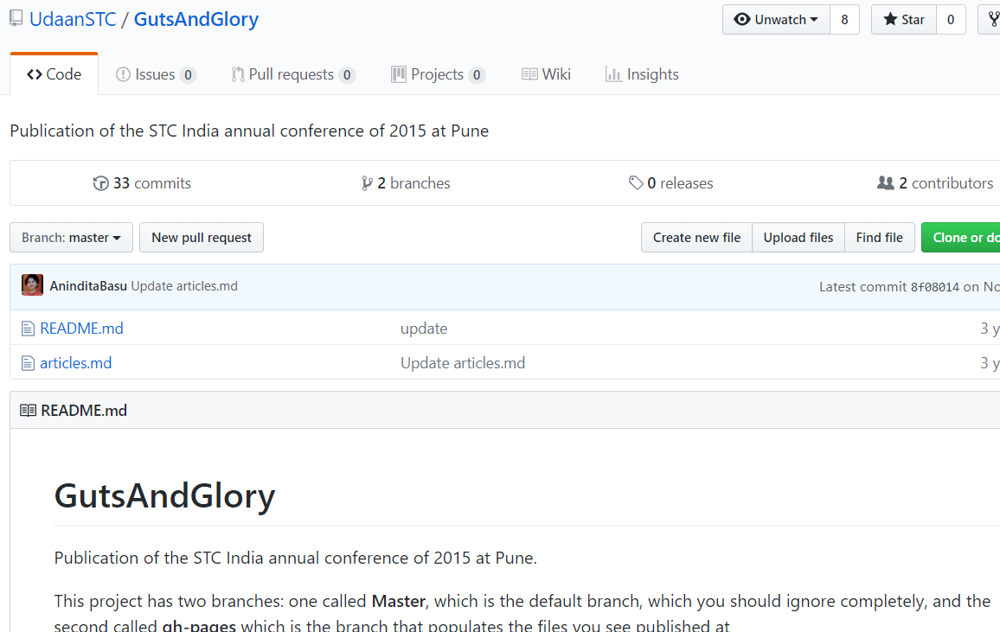 UdaanSTC / GutsAndGlory
Unwatch 8 Star 0
Code Issues 0 Pull requests 0 Projects 0 Wiki Insights
Publication of the STC India annual conference of 2015 at Pune
33 commits 2 branches 0 releases 2 contributors
Branch: master New pull request Create new file Upload files Find file Clone or do
AninditaBasu Update articles.md Latest commit 8f08014 on No
README.md update 3 y
articles.md Update articles.md 3 y
README.md
GutsAndGlory
Publication of the STC India annual conference of 2015 at Pune.
This project has two branches: one called Master, which is the default branch, which you should ignore completely, and the
second called gh-pages which is the branch that populates the files you see published at